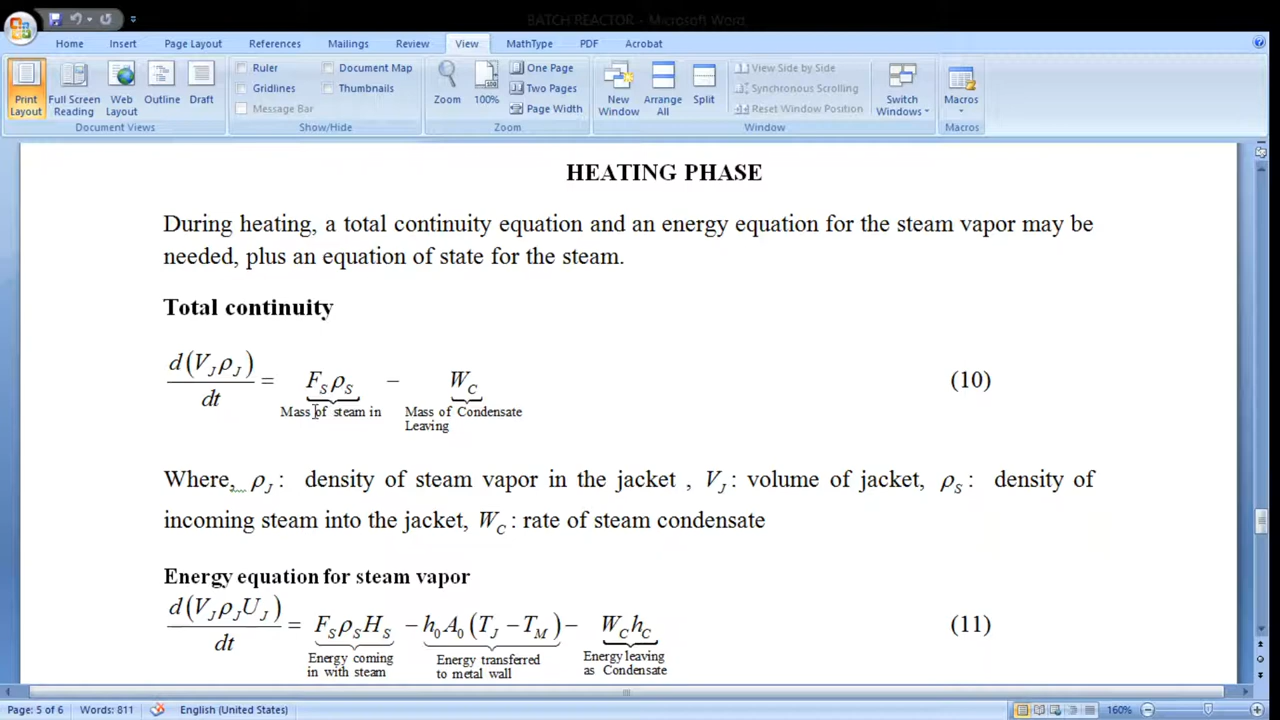 BATCH REACTOR - Microsoft Word
Home Insert Page Layout References Mailings Review View MathType PDF Acrobat
Print Layout Full Screen Reading Web Layout Outline Draft
Document Views
Ruler Document Map
Gridlines Thumbnails
Message Bar
Show/Hide
Zoom 100% One Page
Two Pages
Page Width
Zoom
New Window Arrange All Split
View Side by Side
Synchronous Scrolling
Reset Window Position
Window
Switch Windows
Macros
Macros
HEATING PHASE
During heating, a total continuity equation and an energy equation for the steam vapor may be
needed, plus an equation of state for the steam.
Total continuity
d(V_J ρ_J)/dt = F_S ρ_S − W_C (10)
Mass of steam in Mass of Condensate
Leaving
Where, ρ_J : density of steam vapor in the jacket , V_J : volume of jacket, ρ_S : density of
incoming steam into the jacket, W_C : rate of steam condensate
Energy equation for steam vapor
d(V_J ρ_J U_J)/dt = F_S ρ_S H_S − h_0 A_0 (T_J − T_M) − W_C h_C (11)
Energy coming Energy transferred Energy leaving
in with steam to metal wall as Condensate
Page: 5 of 6 Words: 811 English (United States) 160%